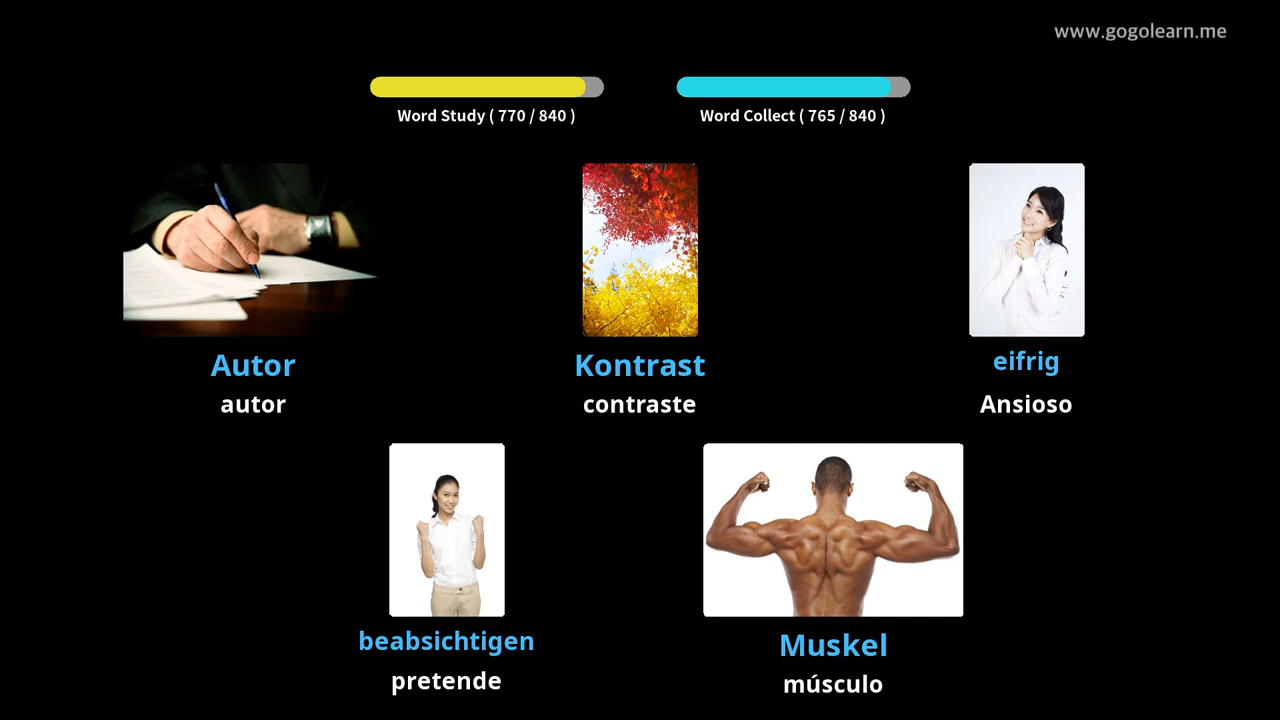 www.gogolearn.me
Word Study ( 770 / 840 )
Word Collect ( 765 / 840 )
Autor
autor
Kontrast
contraste
eifrig
Ansioso
beabsichtigen
pretende
Muskel
músculo